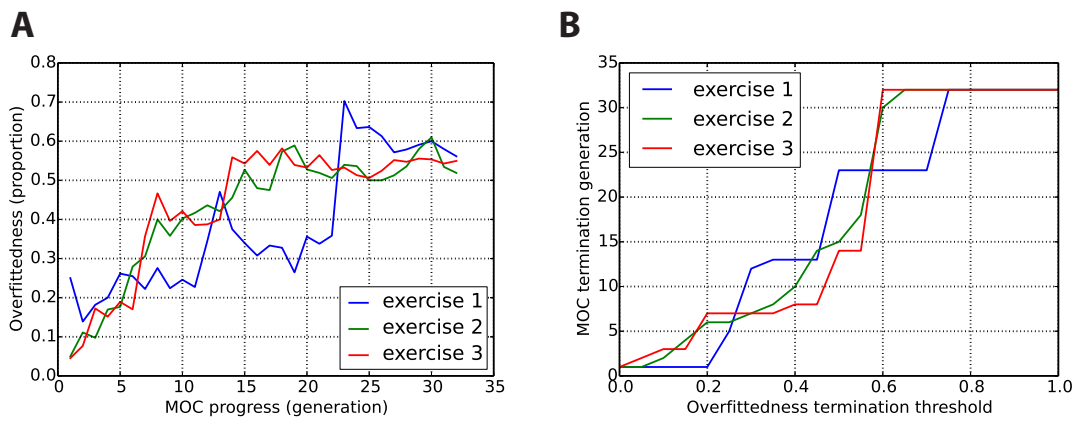 A
Overfittedness (proportion)
0.8
0.7
0.6
0.5
0.4
0.3
0.2
0.1
0.0
0 5 10 15 20 25 30 35
MOC progress (generation)
exercise 1
exercise 2
exercise 3
B
MOC termination generation
35
30
25
20
15
10
5
0
0.0 0.2 0.4 0.6 0.8 1.0
Overfittedness termination threshold
exercise 1
exercise 2
exercise 3